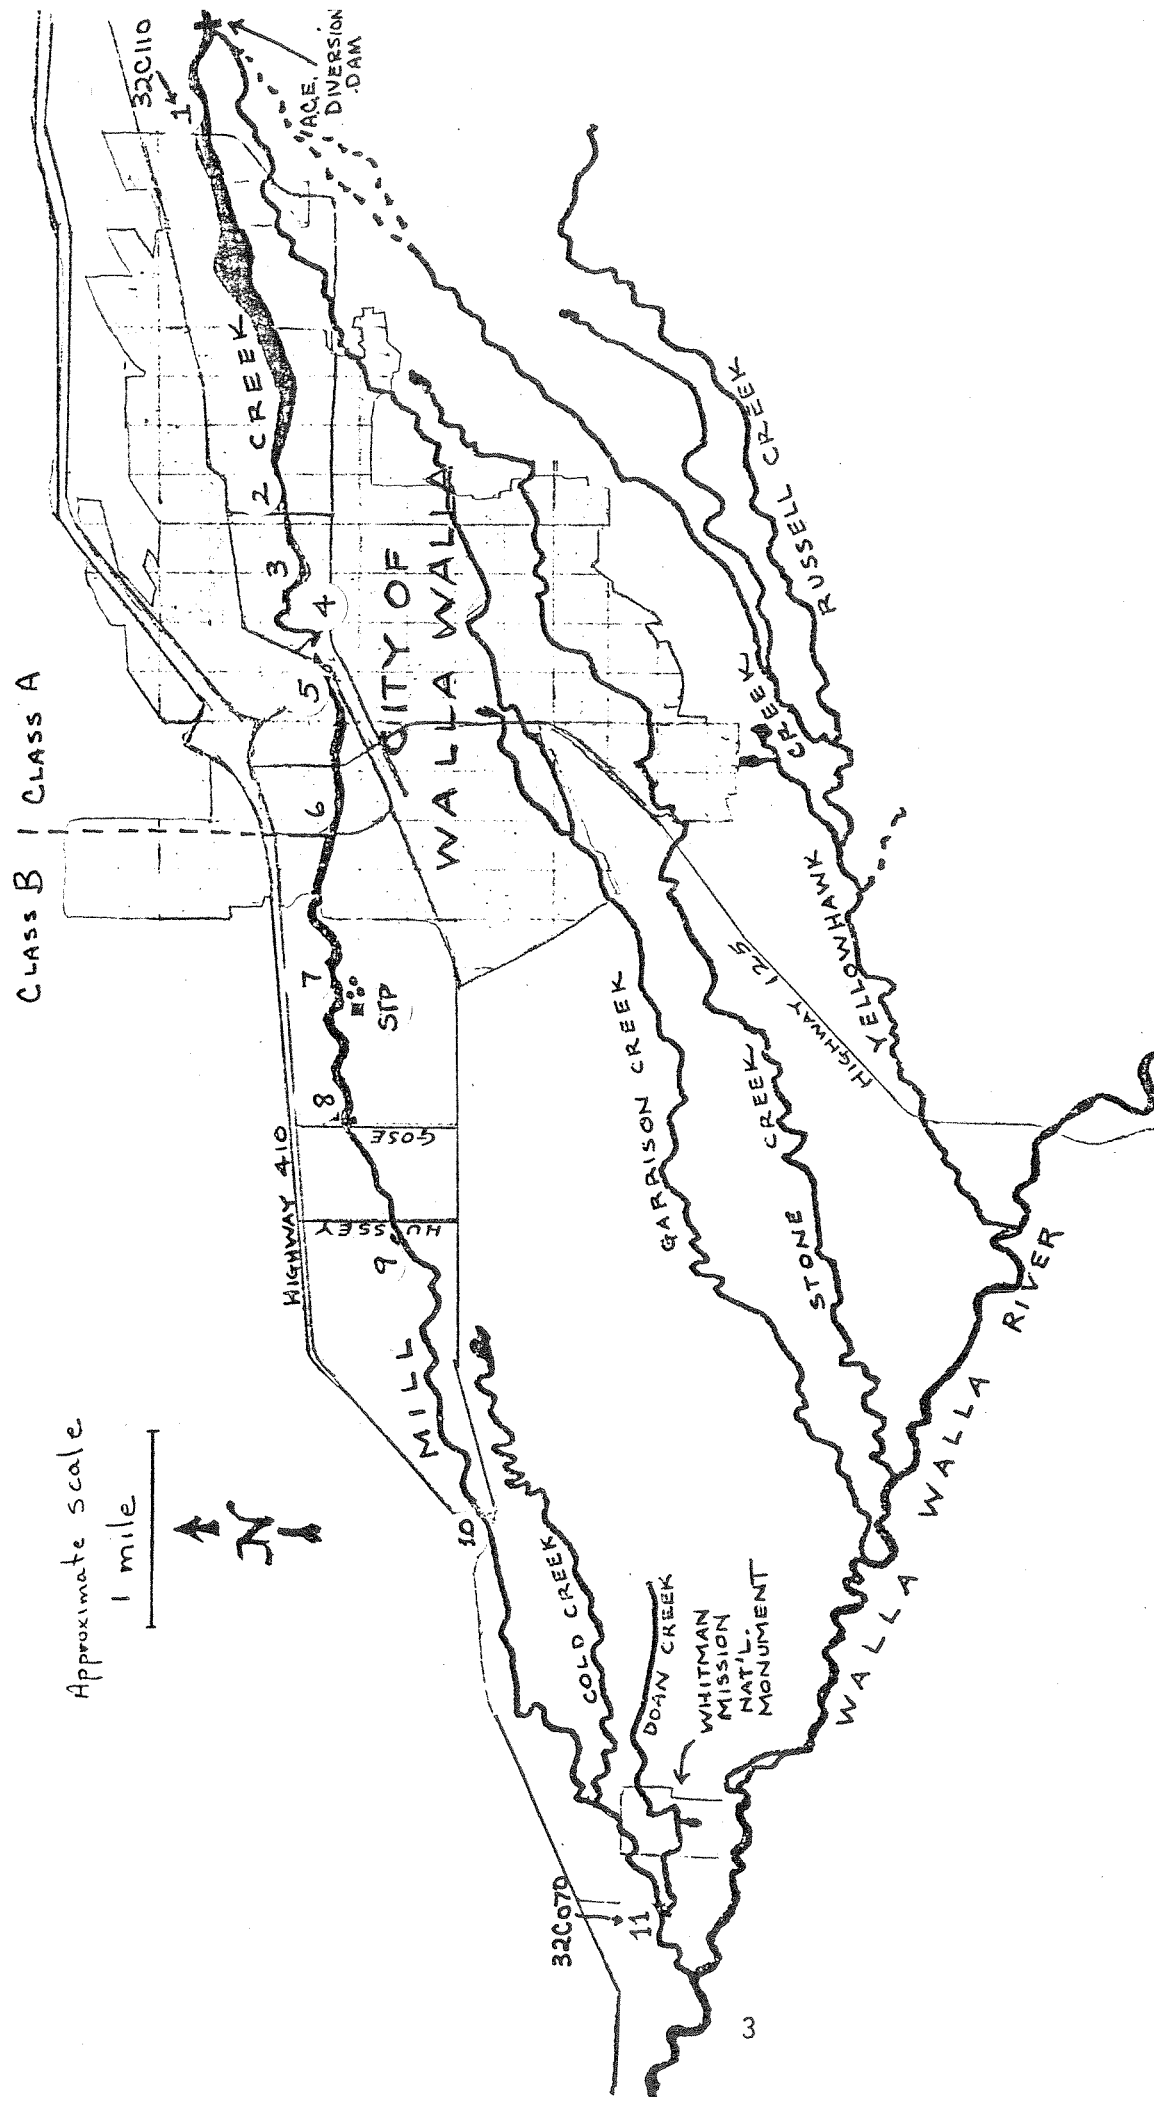 CLASS B | CLASS A
Approximate scale
1 mile
N
32C110
1
A.C.E.
DIVERSION
DAM
CREEK
2
3
4
5
6
7
8
9
10
11
CITY OF
WALLA WALLA
WALLA
STP
GOSE
HUSSEY
HIGHWAY 410
MILL
GARRISON CREEK
STONE CREEK
HIGHWAY 125
YELLOWHAWK
CREEK
CREEK
RUSSELL CREEK
COLD CREEK
DOAN CREEK
WHITMAN
MISSION
NAT'L.
MONUMENT
32C070
WALLA WALLA
RIVER
3